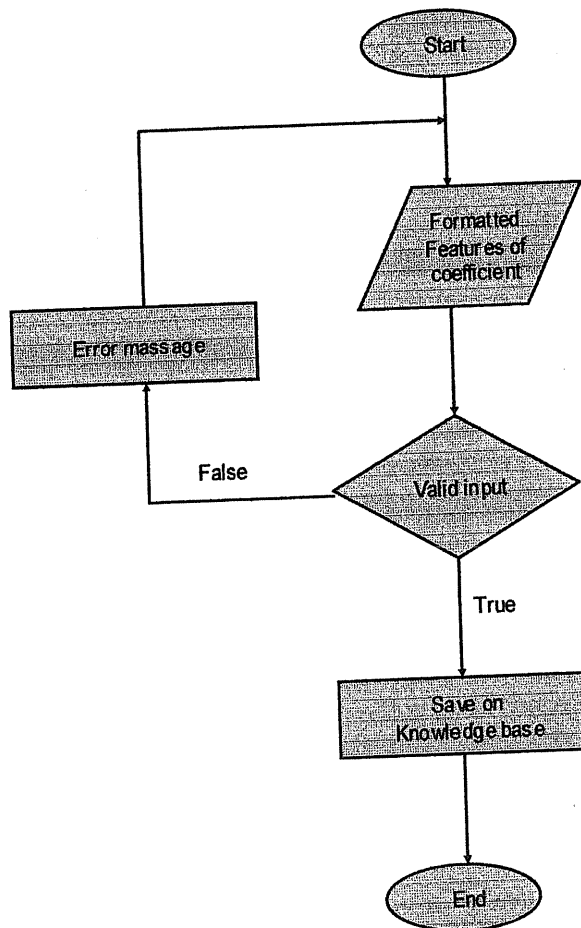 Start
Formatted
Features of
coefficient
Error massage
False
Valid input
True
Save on
Knowledge base
End